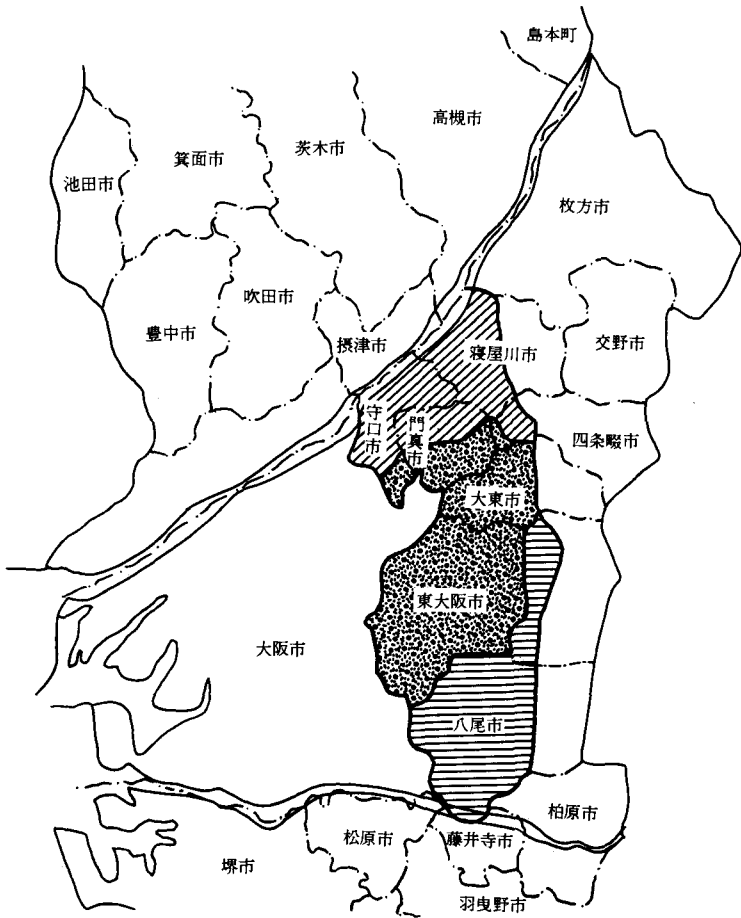 島本町
高槻市
茨木市
箕面市
池田市
枚方市
吹田市
豊中市
摂津市
寝屋川市
交野市
守口市
門真市
四条畷市
大東市
東大阪市
大阪市
八尾市
柏原市
松原市
藤井寺市
堺市
羽曳野市